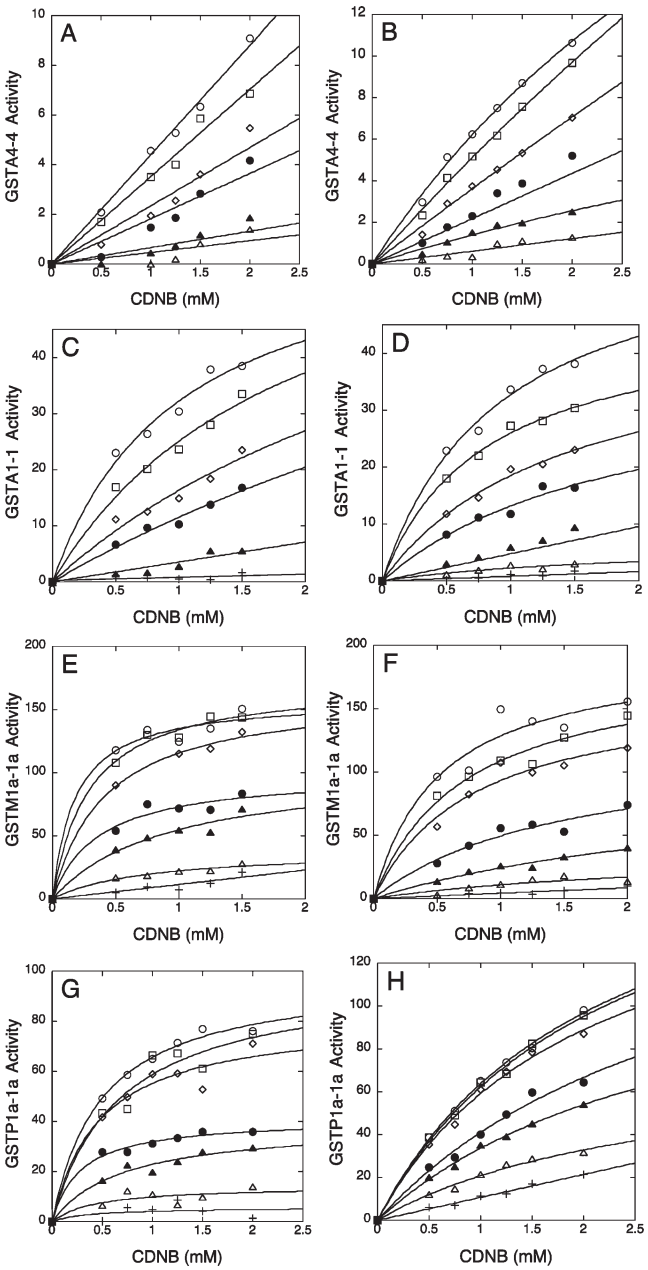 A
GSTA4-4 Activity
10
8
6
4
2
0
0 0.5 1 1.5 2 2.5
CDNB (mM)
B
GSTA4-4 Activity
12
10
8
6
4
2
0
0 0.5 1 1.5 2 2.5
CDNB (mM)
C
GSTA1-1 Activity
40
30
20
10
0
0 0.5 1 1.5 2
CDNB (mM)
D
GSTA1-1 Activity
40
30
20
10
0
0 0.5 1 1.5 2
CDNB (mM)
E
GSTM1a-1a Activity
200
150
100
50
0
0 0.5 1 1.5 2
CDNB (mM)
F
GSTM1a-1a Activity
200
150
100
50
0
0 0.5 1 1.5 2
CDNB (mM)
G
GSTP1a-1a Activity
100
80
60
40
20
0
0 0.5 1 1.5 2 2.5
CDNB (mM)
H
GSTP1a-1a Activity
120
100
80
60
40
20
0
0 0.5 1 1.5 2 2.5
CDNB (mM)